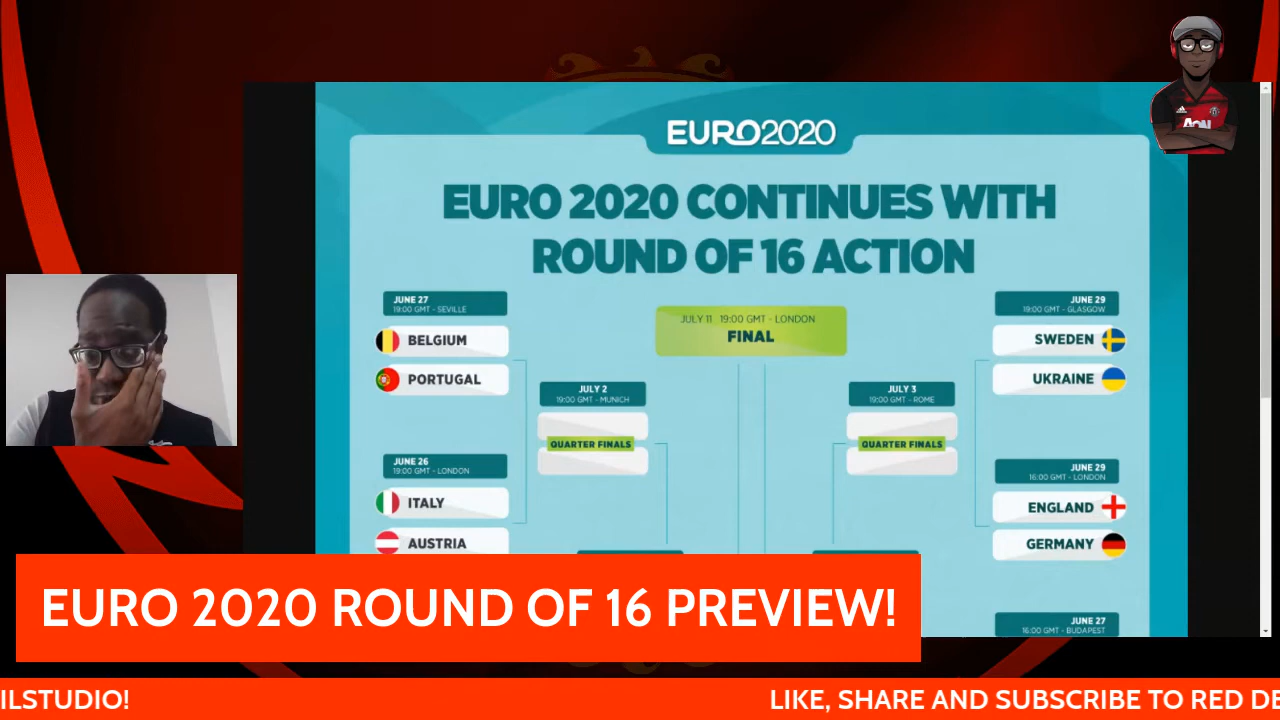 EURO2020
EURO 2020 CONTINUES WITH
ROUND OF 16 ACTION
JUNE 27
19:00 GMT - SEVILLE
BELGIUM
PORTUGAL
JUNE 26
19:00 GMT - LONDON
ITALY
AUSTRIA
JULY 2
19:00 GMT - MUNICH
QUARTER FINALS
JULY 11 19:00 GMT - LONDON
FINAL
JULY 3
19:00 GMT - ROME
QUARTER FINALS
JUNE 29
19:00 GMT - GLASGOW
SWEDEN
UKRAINE
JUNE 29
16:00 GMT - LONDON
ENGLAND
GERMANY
JUNE 27
16:00 GMT - BUDAPEST
AON
EURO 2020 ROUND OF 16 PREVIEW!
ILSTUDIO! LIKE, SHARE AND SUBSCRIBE TO RED DE